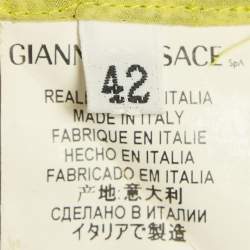 GIANN SACE SpA
42
REAL IN ITALIA
MADE IN ITALY
FABRIQUE EN ITALIE
HECHO EN ITALIA
FABRICADO EM ITALIA
产地:意大利
СДЕЛАНО В ИТАЛИИ
イタリアで製造